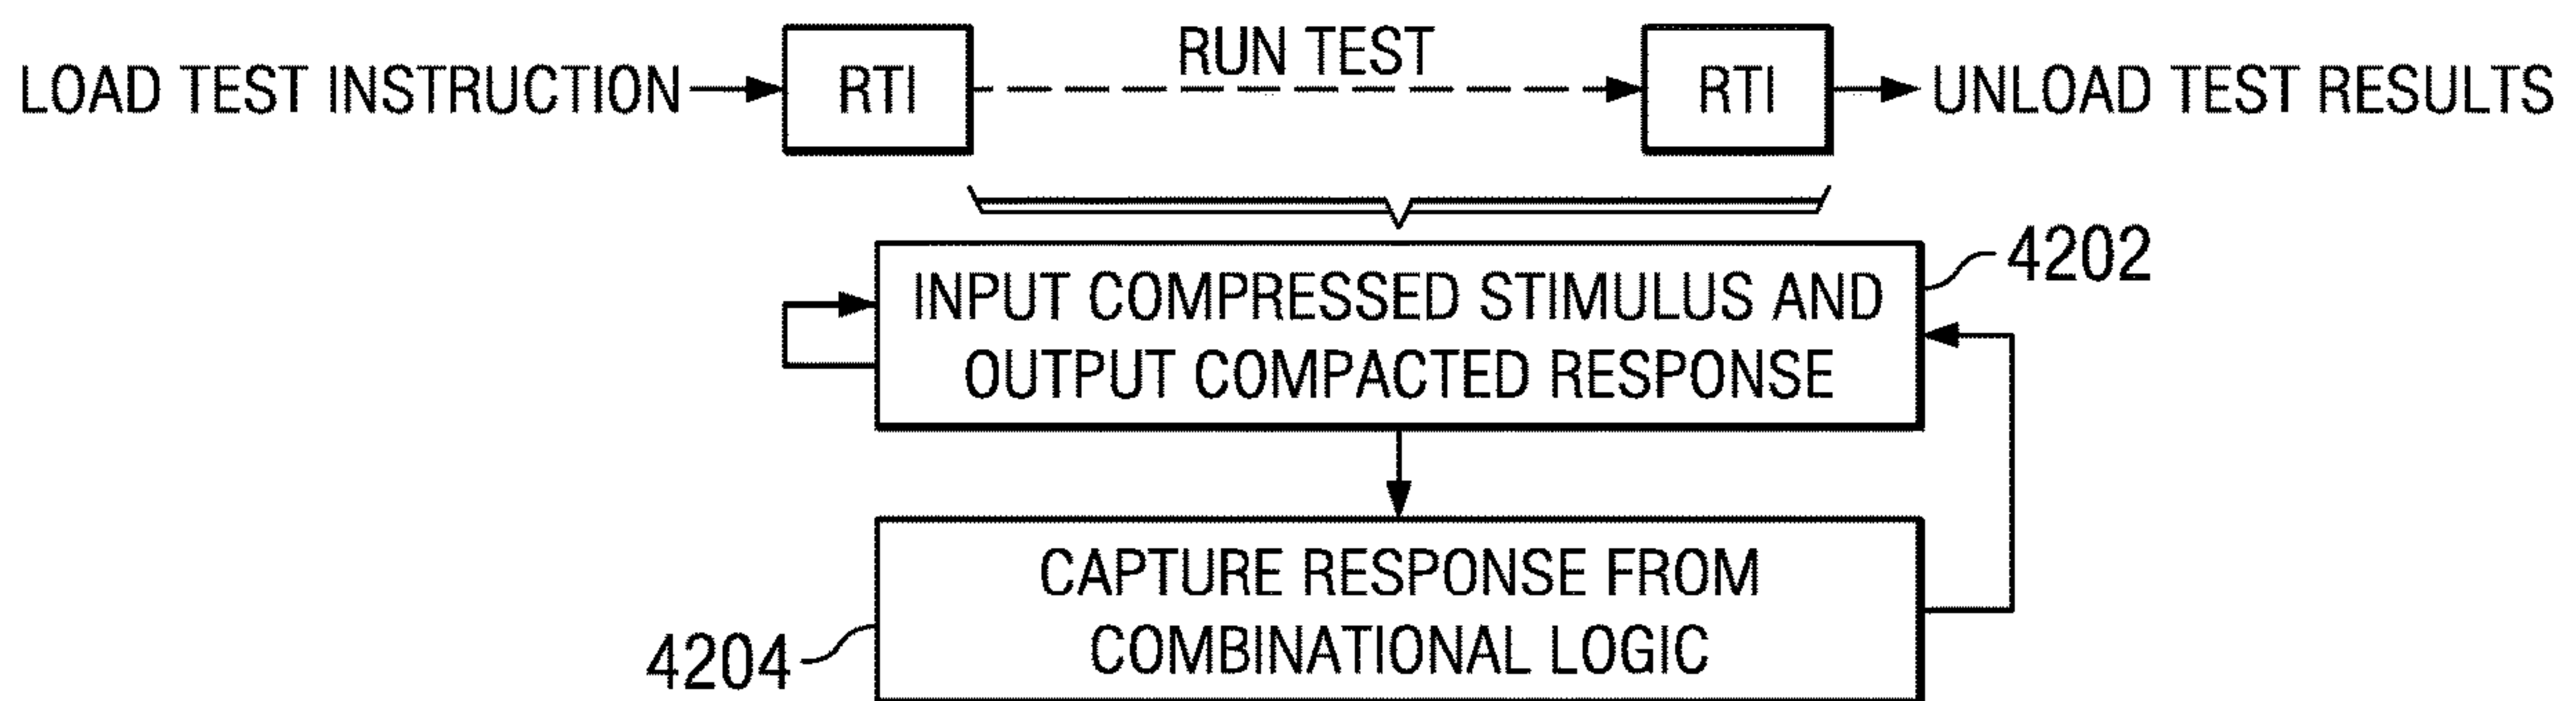 LOAD TEST INSTRUCTION
RTI
RUN TEST
RTI
UNLOAD TEST RESULTS
INPUT COMPRESSED STIMULUS AND
OUTPUT COMPACTED RESPONSE
4202
CAPTURE RESPONSE FROM
COMBINATIONAL LOGIC
4204